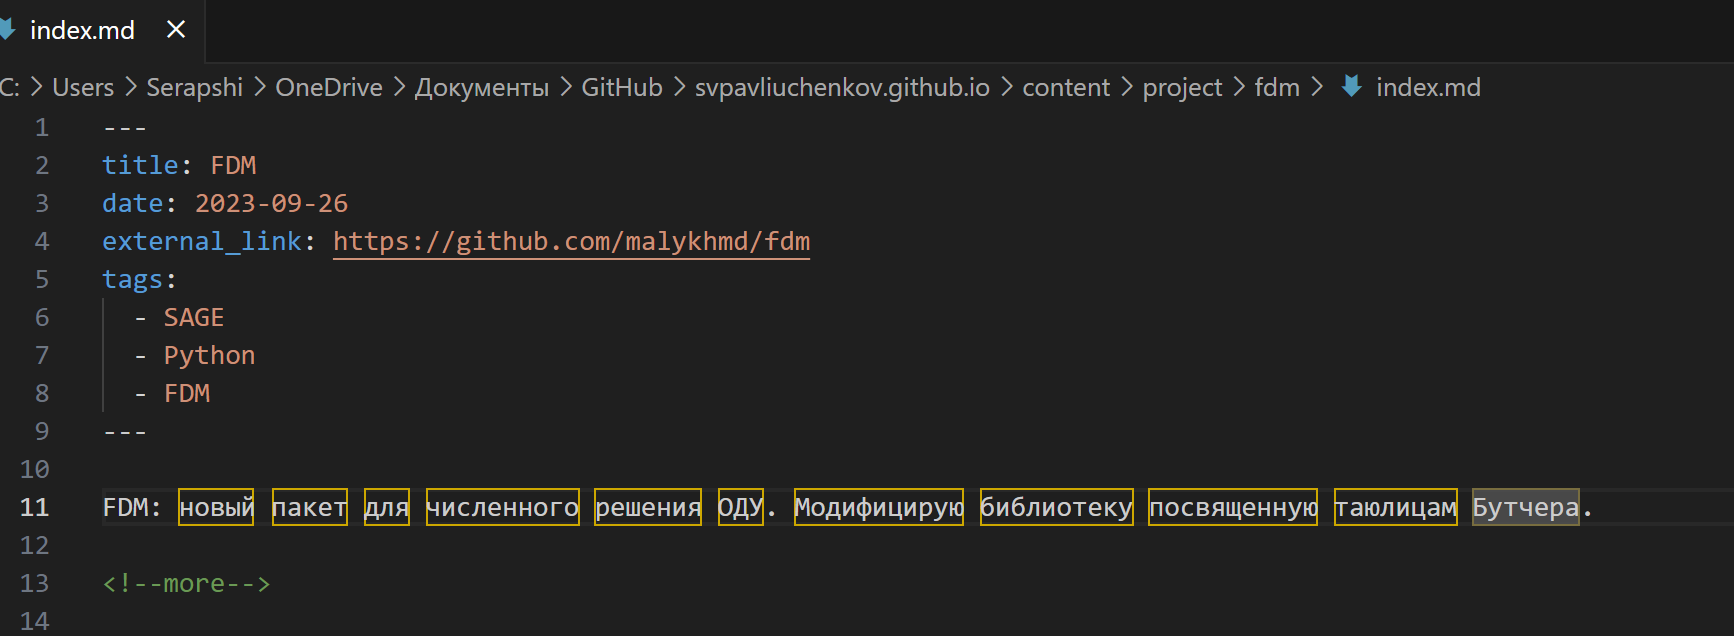 index.md
C: > Users > Serapshi > OneDrive > Документы > GitHub > svpavliuchenkov.github.io > content > project > fdm > index.md
1 ---
2 title: FDM
3 date: 2023-09-26
4 external_link: https://github.com/malykhmd/fdm
5 tags:
6 - SAGE
7 - Python
8 - FDM
9 ---
10
11 FDM: новый пакет для численного решения ОДУ. Модифицирую библиотеку посвященную таюлицам Бутчера.
12
13 <!--more-->
14